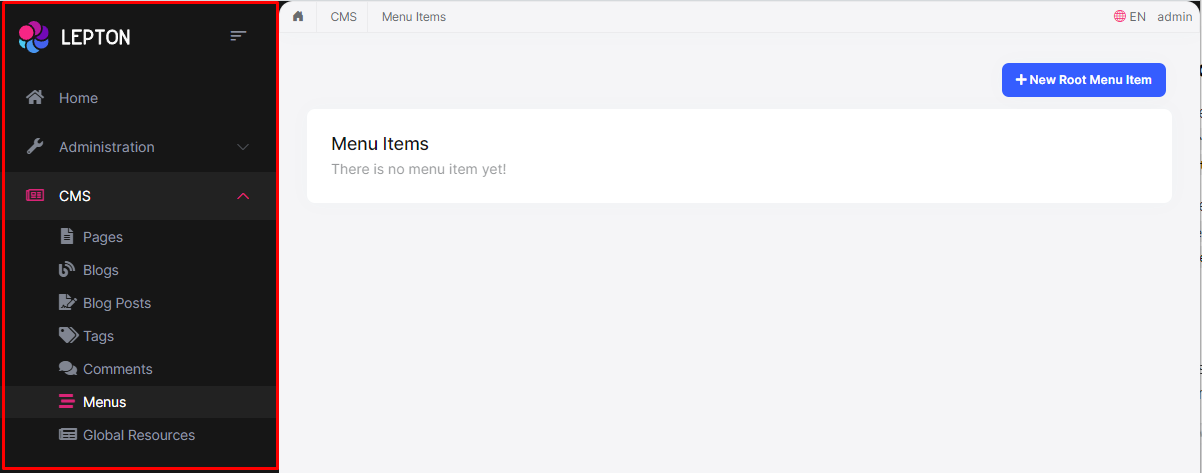 LEPTON
Home
Administration
CMS
Pages
Blogs
Blog Posts
Tags
Comments
Menus
Global Resources
CMS Menu Items EN admin
New Root Menu Item
Menu Items
There is no menu item yet!